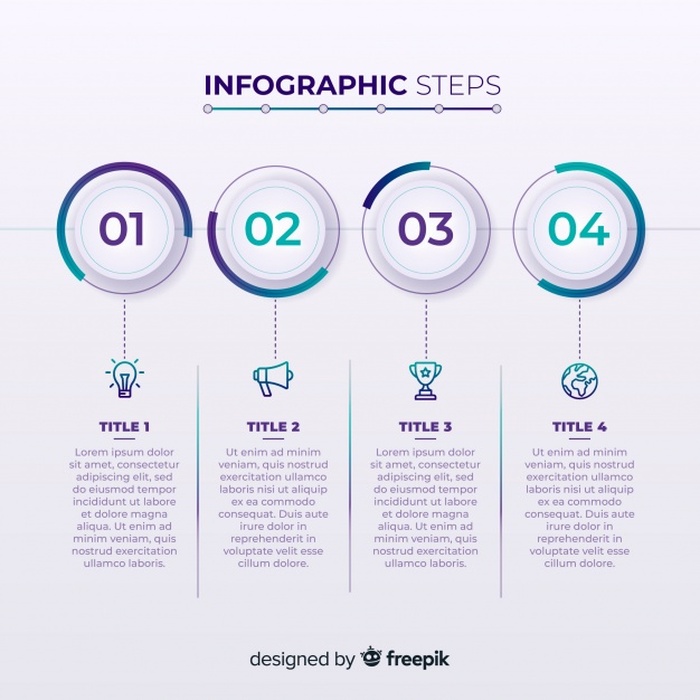 INFOGRAPHIC STEPS
01
02
03
04
TITLE 1
Lorem ipsum dolor
sit amet, consectetur
adipiscing elit, sed
do eiusmod tempor
incididunt ut labore
et dolore magna
aliqua. Ut enim ad
minim veniam, quis
nostrud exercitation
ullamco laboris.
TITLE 2
Ut enim ad minim
veniam, quis nostrud
exercitation ullamco
laboris nisi ut aliquip
ex ea commodo
consequat. Duis aute
irure dolor in
reprehenderit in
voluptate velit esse
cillum dolore.
TITLE 3
Lorem ipsum dolor
sit amet, consectetur
adipiscing elit, sed
do eiusmod tempor
incididunt ut labore
et dolore magna
aliqua. Ut enim ad
minim veniam, quis
nostrud exercitation
ullamco laboris.
TITLE 4
Ut enim ad minim
veniam, quis nostrud
exercitation ullamco
laboris nisi ut aliquip
ex ea commodo
consequat. Duis aute
irure dolor in
reprehenderit in
voluptate velit esse
cillum dolore.
designed by freepik